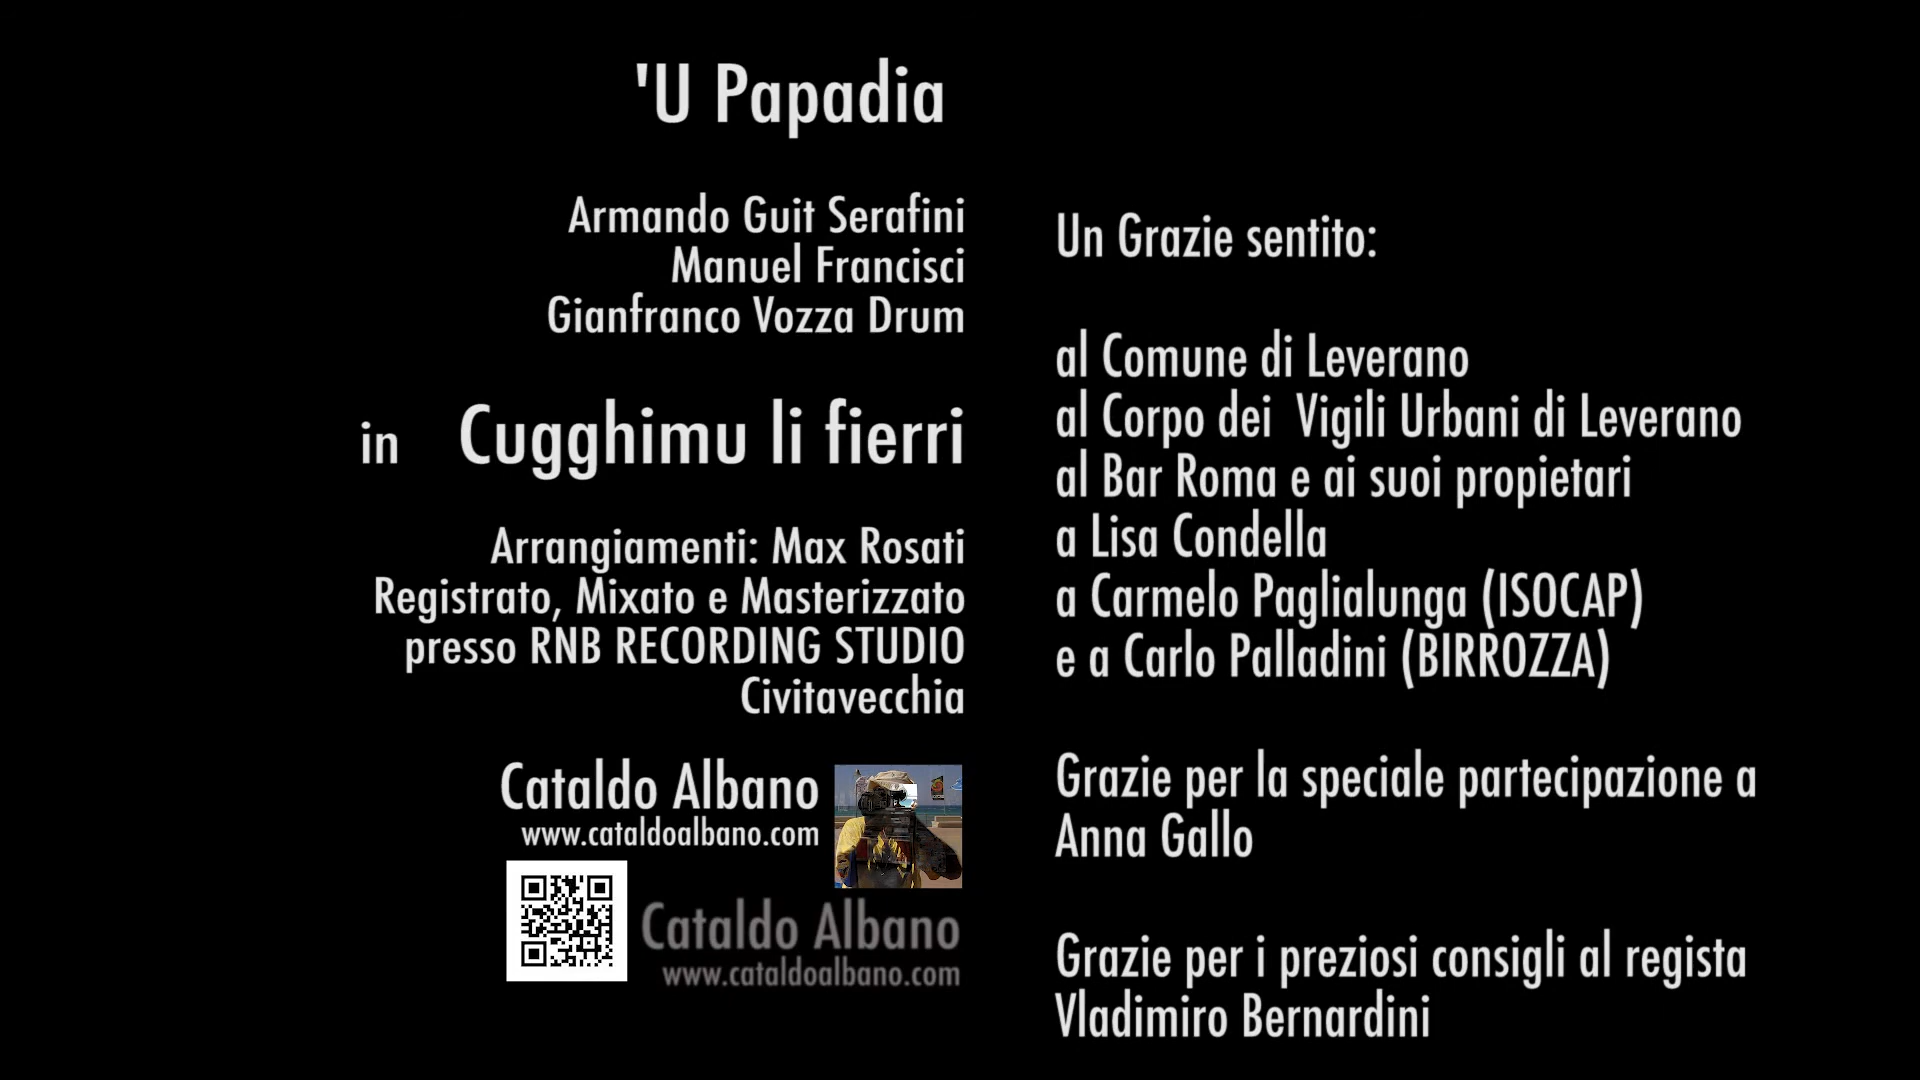 'U Papadia
Armando Guit Serafini
Manuel Francisci
Gianfranco Vozza Drum
in Cugghimu li fierri
Arrangiamenti: Max Rosati
Registrato, Mixato e Masterizzato
presso RNB RECORDING STUDIO
Civitavecchia
Cataldo Albano
www.cataldoalbano.com
Cataldo Albano
www.cataldoalbano.com
Un Grazie sentito:
al Comune di Leverano
al Corpo dei Vigili Urbani di Leverano
al Bar Roma e ai suoi propietari
a Lisa Condella
a Carmelo Paglialunga (ISOCAP)
e a Carlo Palladini (BIRROZZA)
Grazie per la speciale partecipazione a
Anna Gallo
Grazie per i preziosi consigli al regista
Vladimiro Bernardini